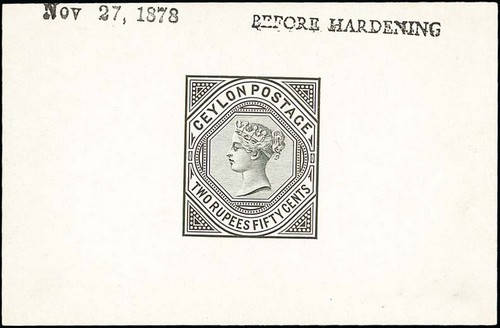 Nov 27, 1878
BEFORE HARDENING
CEYLON POSTAGE
TWO RUPEES FIFTY CENTS